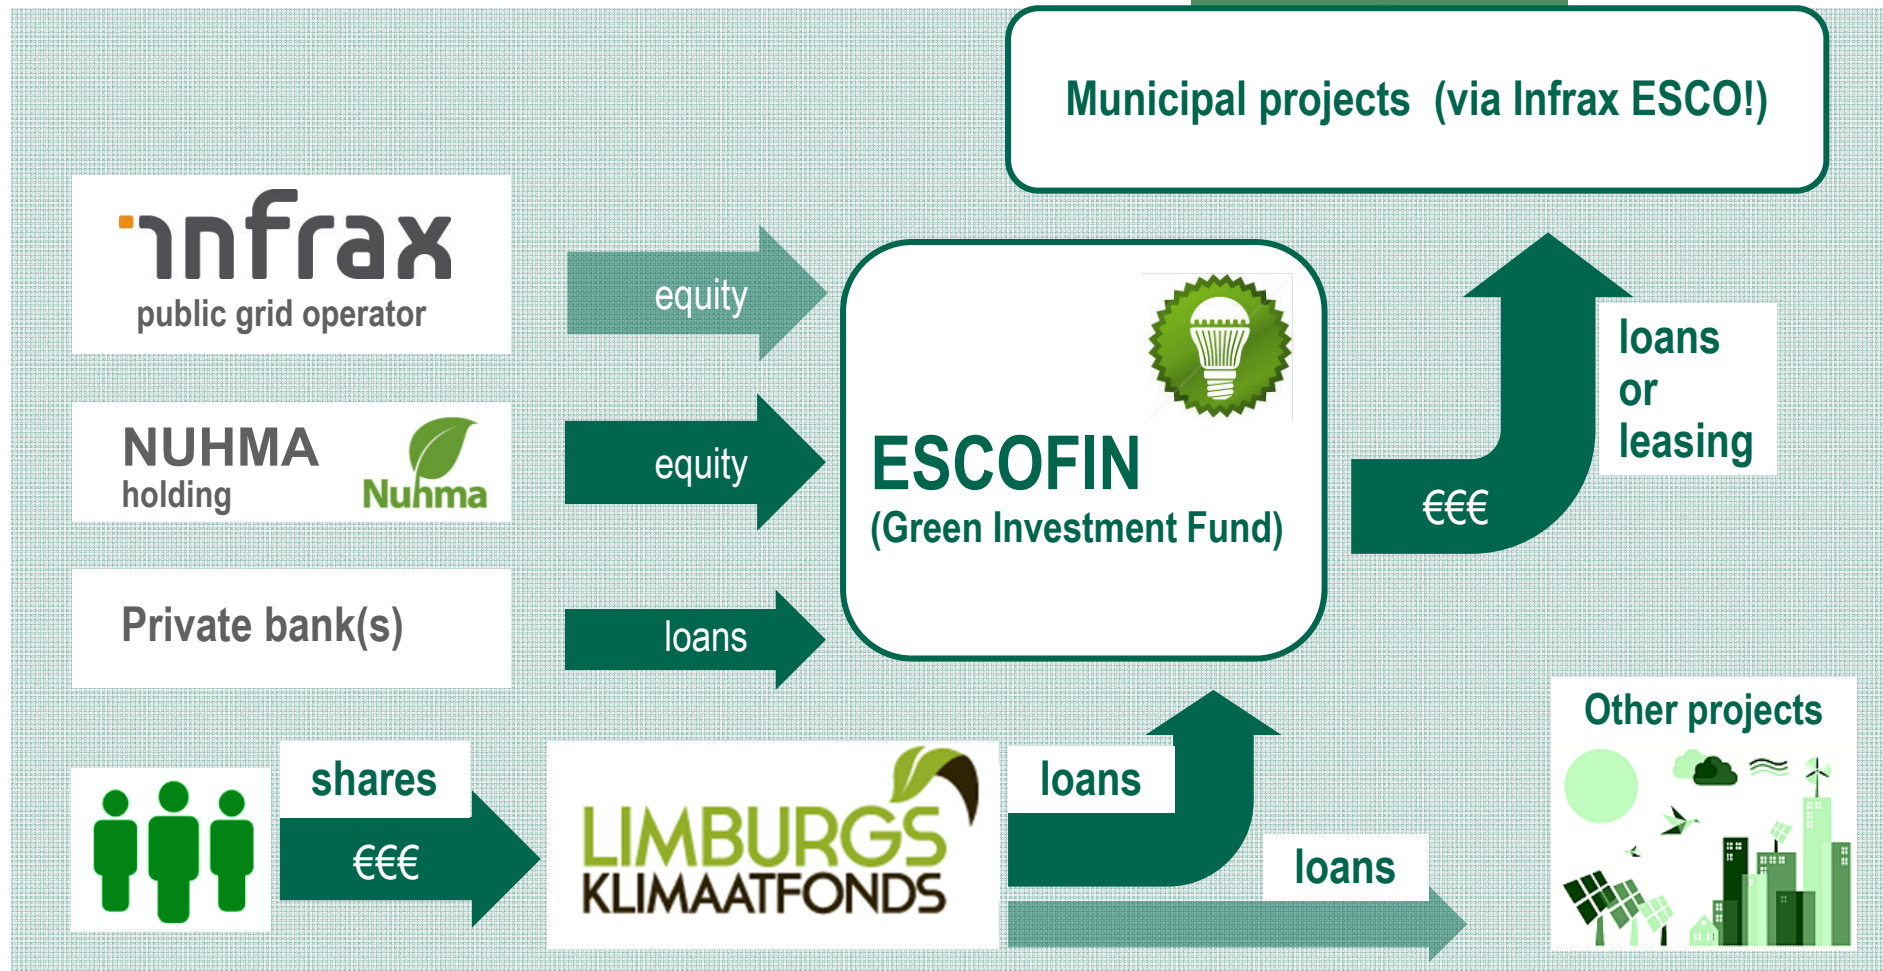 Municipal projects (via Infrax ESCO!)
infrax
public grid operator
equity
NUHMA
holding
Nuhma
equity
Private bank(s)
loans
ESCOFIN
(Green Investment Fund)
€€€
loans
or
leasing
shares
€€€
LIMBURGS
KLIMAATFONDS
loans
loans
Other projects